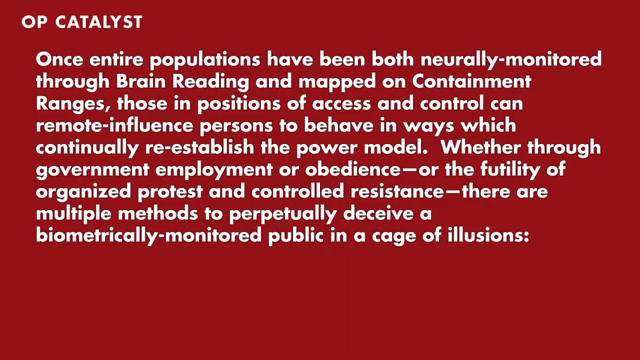 OP CATALYST
Once entire populations have been both neurally-monitored
through Brain Reading and mapped on Containment
Ranges, those in positions of access and control can
remote-influence persons to behave in ways which
continually re-establish the power model.  Whether through
government employment or obedience—or the futility of
organized protest and controlled resistance—there are
multiple methods to perpetually deceive a
biometrically-monitored public in a cage of illusions: